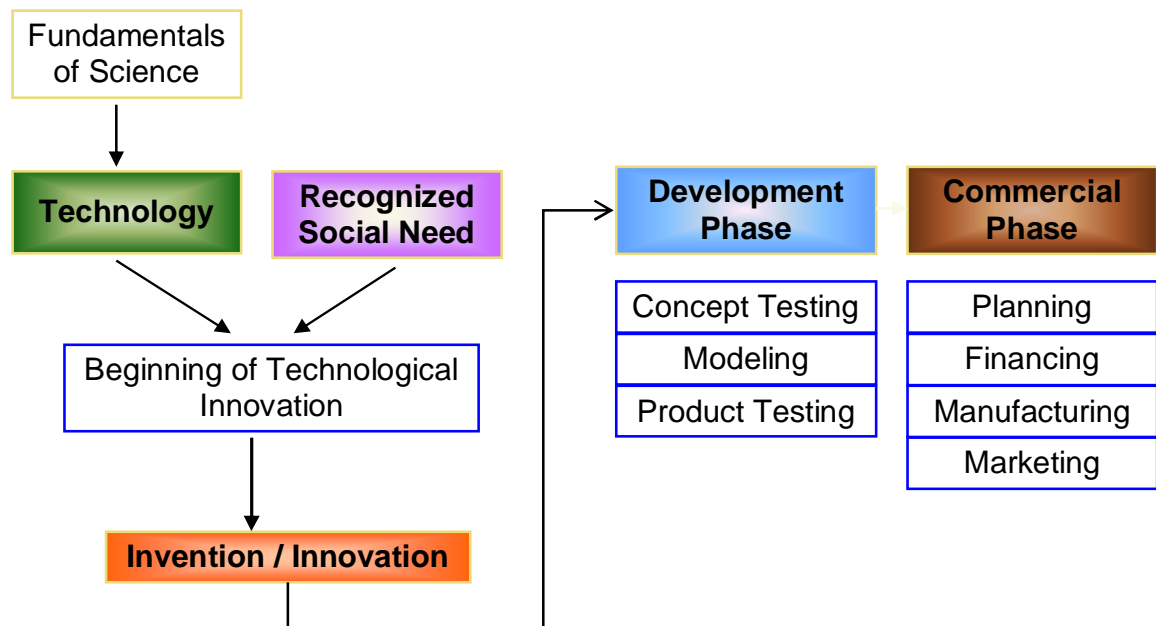 Fundamentals
of Science
Technology
Recognized
Social Need
Beginning of Technological
Innovation
Invention / Innovation
Development
Phase
Concept Testing
Modeling
Product Testing
Commercial
Phase
Planning
Financing
Manufacturing
Marketing